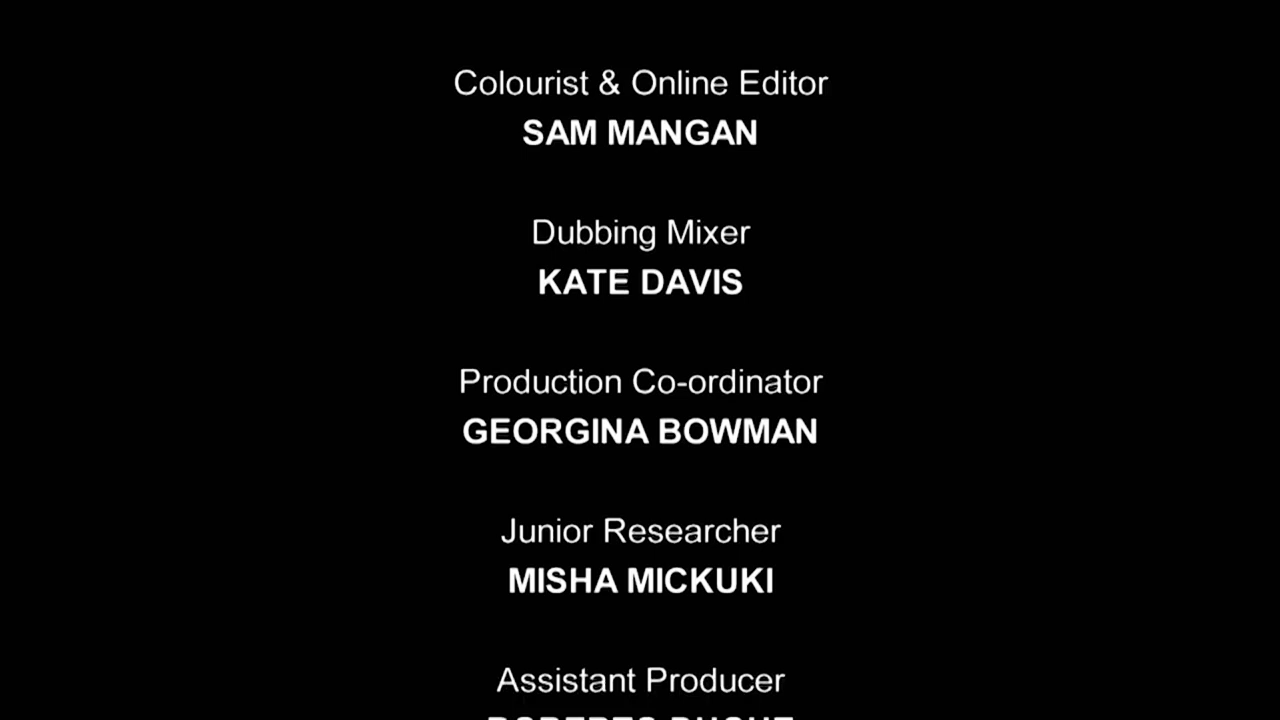 Colourist & Online Editor
SAM MANGAN
Dubbing Mixer
KATE DAVIS
Production Co-ordinator
GEORGINA BOWMAN
Junior Researcher
MISHA MICKUKI
Assistant Producer